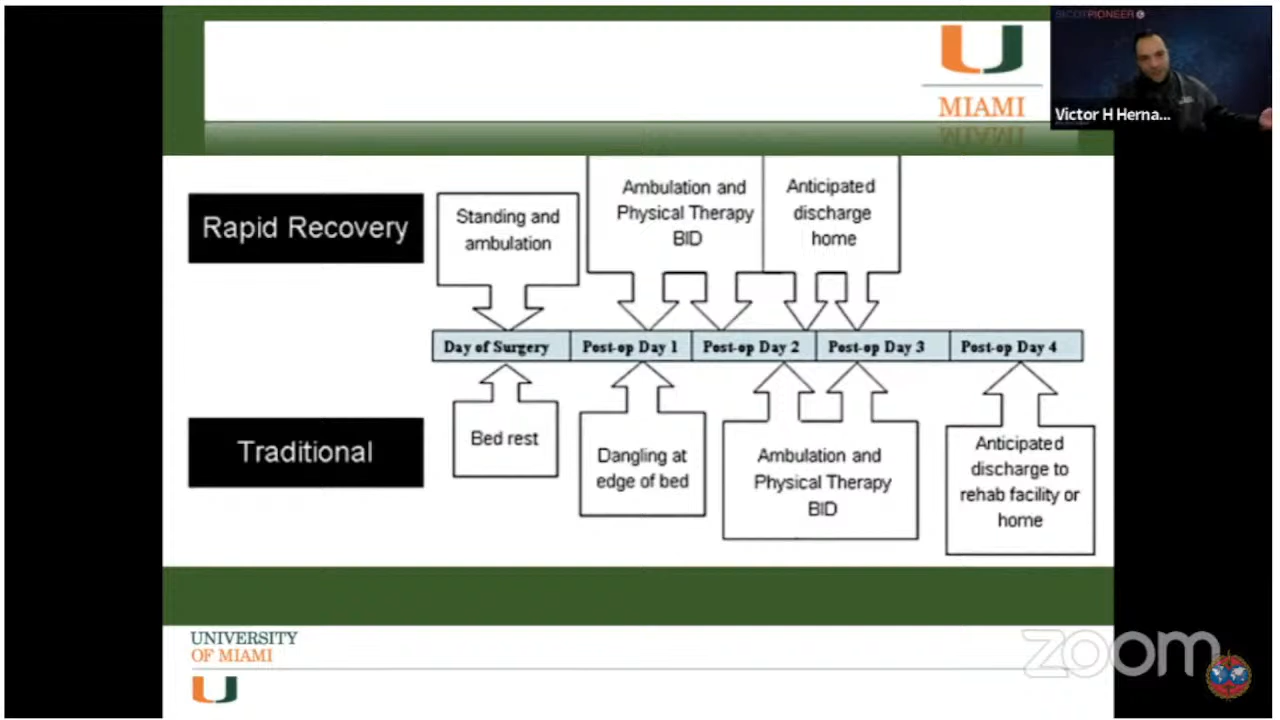 SICOTPIONEER
Victor H Herna...
MIAMI
Rapid Recovery
Standing and
ambulation
Ambulation and
Physical Therapy
BID
Anticipated
discharge
home
Day of Surgery
Post-op Day 1
Post-op Day 2
Post-op Day 3
Post-op Day 4
Traditional
Bed rest
Dangling at
edge of bed
Ambulation and
Physical Therapy
BID
Anticipated
discharge to
rehab facility or
home
UNIVERSITY
OF MIAMI
zoom